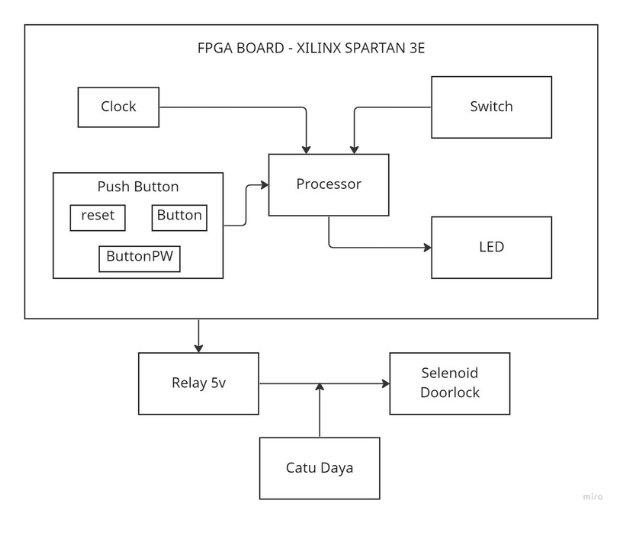 FPGA BOARD - XILINX SPARTAN 3E
Clock
Switch
Processor
Push Button
reset
Button
ButtonPW
LED
Relay 5v
Selenoid
Doorlock
Catu Daya
miro